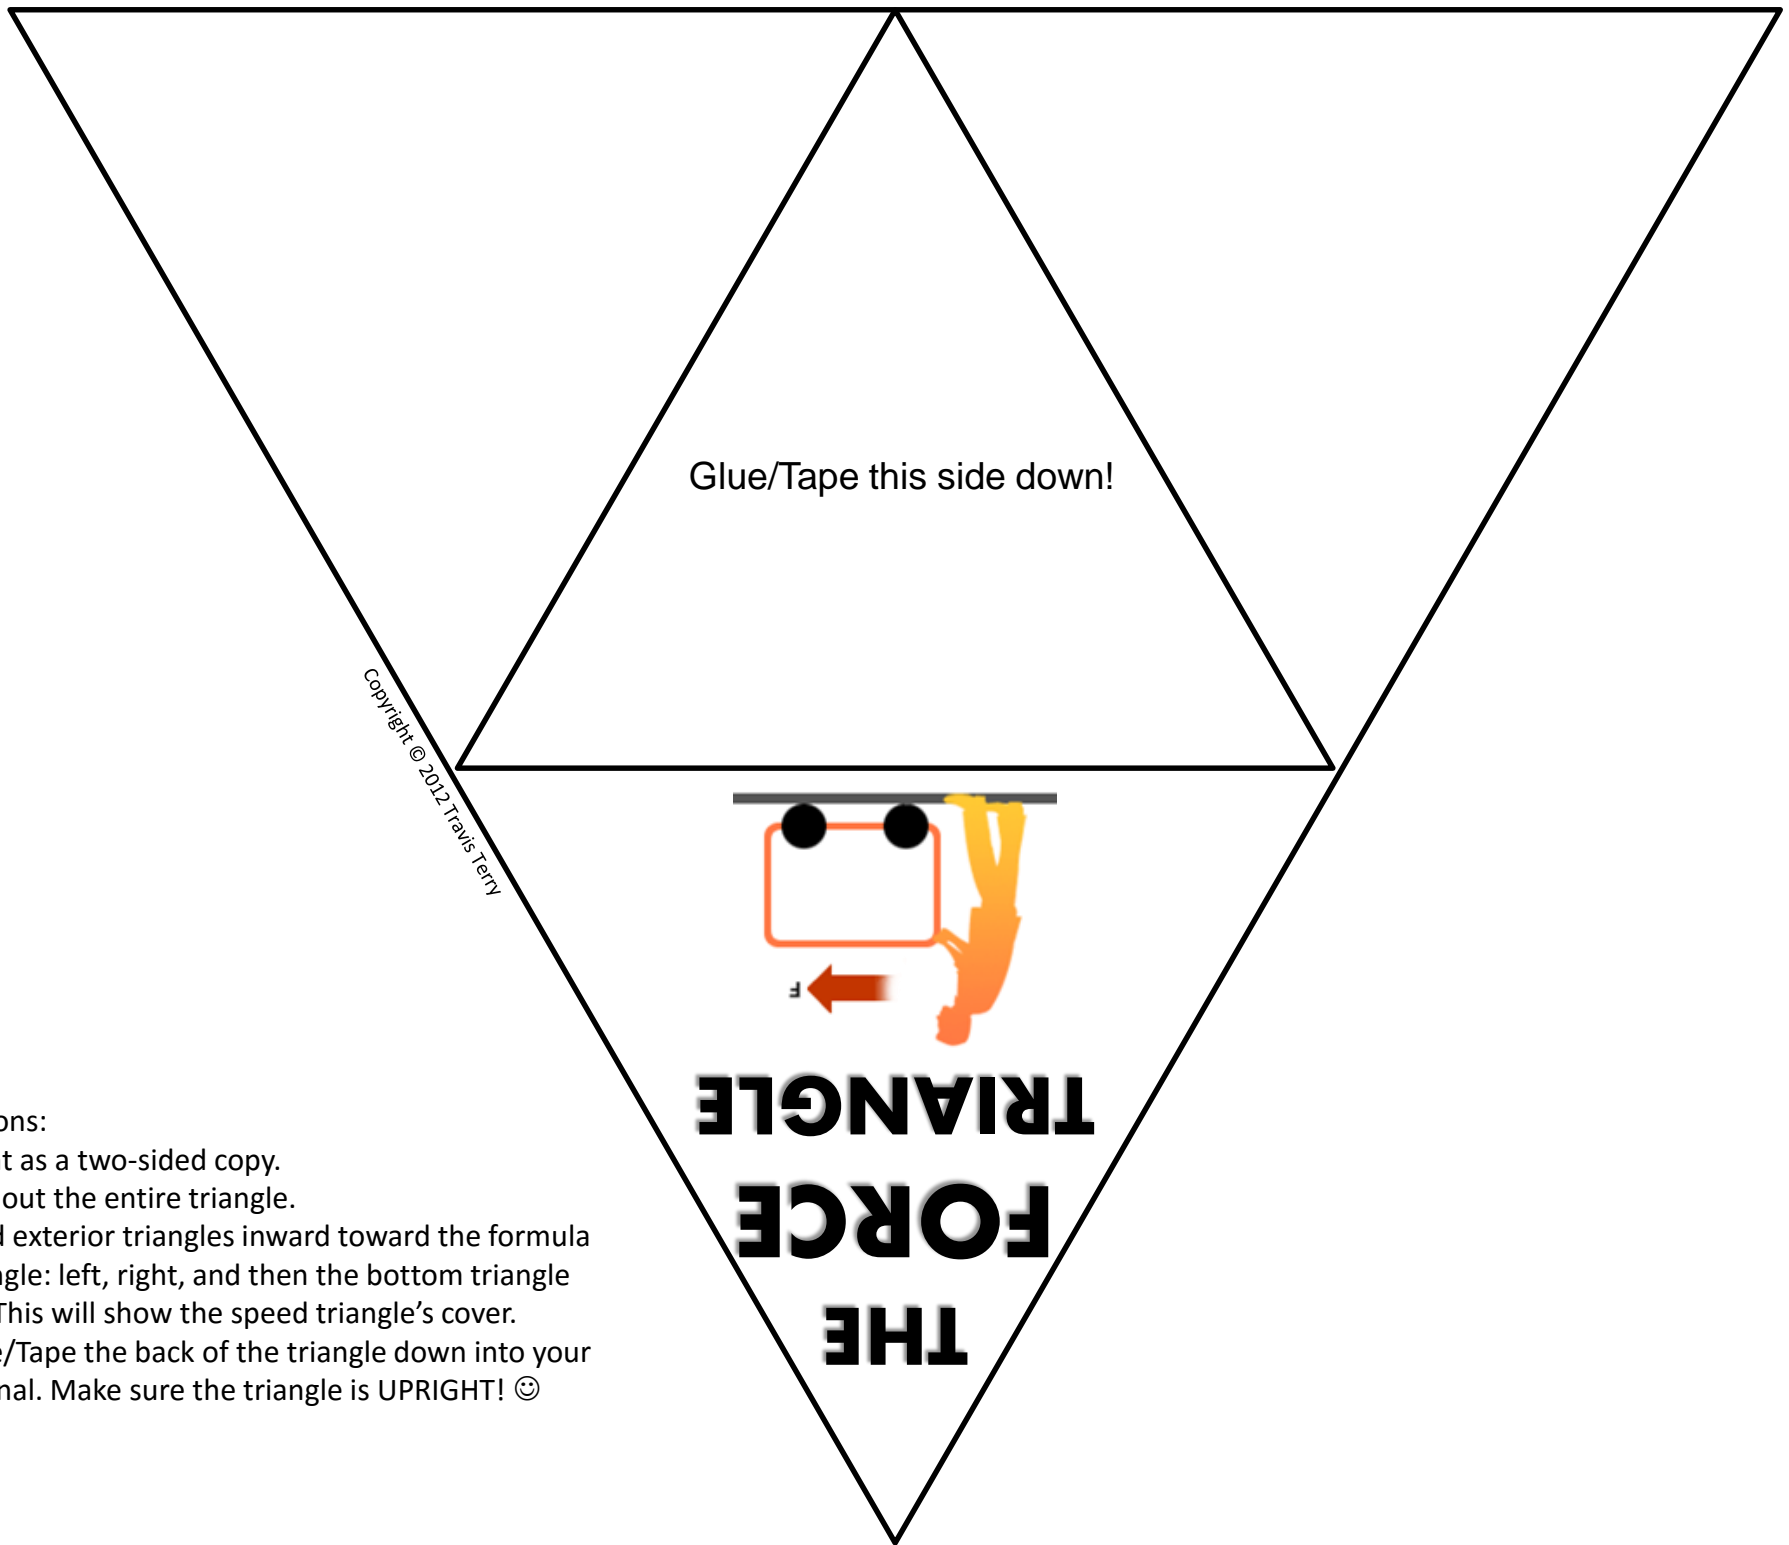 Glue/Tape this side down!
Copyright © 2012 Travis Terry
F
TRIANGLE
FORCE
THE
ons:
t as a two-sided copy.
out the entire triangle.
d exterior triangles inward toward the formula
ngle: left, right, and then the bottom triangle
This will show the speed triangle’s cover.
e/Tape the back of the triangle down into your
nal. Make sure the triangle is UPRIGHT! ☺